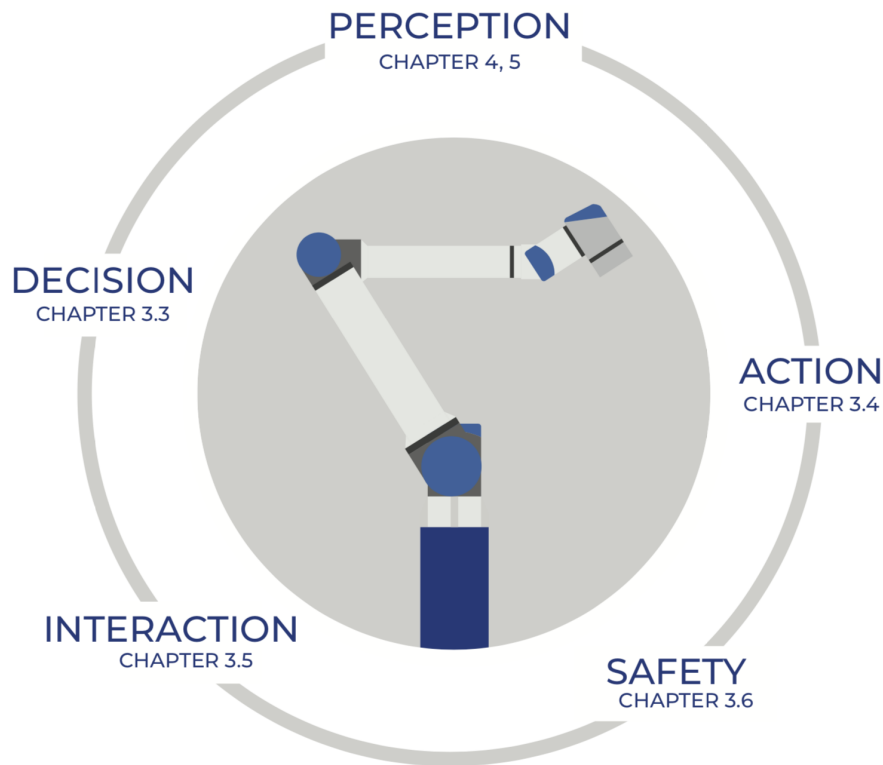 PERCEPTION
CHAPTER 4, 5
DECISION
CHAPTER 3.3
ACTION
CHAPTER 3.4
INTERACTION
CHAPTER 3.5
SAFETY
CHAPTER 3.6